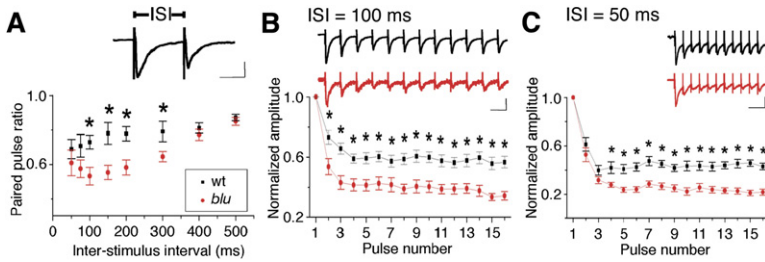 A
ISI
Paired pulse ratio
1.0
0.6
* * * *
wt
blu
0 100 200 300 400 500
Inter-stimulus interval (ms)
B
ISI = 100 ms
Normalized amplitude
1.0
0.6
0.2
* * * * * * * * * * * * * * *
1 3 5 7 9 11 13 15
Pulse number
C
ISI = 50 ms
Normalized amplitude
1.0
0.6
0.2
* * * * * * * * * * * * *
1 3 5 7 9 11 13 15
Pulse number